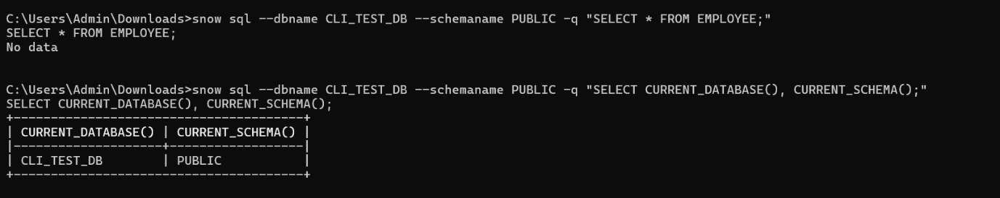 C:\Users\Admin\Downloads>snow sql --dbname CLI_TEST_DB --schemaname PUBLIC -q "SELECT * FROM EMPLOYEE;"
SELECT * FROM EMPLOYEE;
No data
C:\Users\Admin\Downloads>snow sql --dbname CLI_TEST_DB --schemaname PUBLIC -q "SELECT CURRENT_DATABASE(), CURRENT_SCHEMA();"
SELECT CURRENT_DATABASE(), CURRENT_SCHEMA();
+---------------------------------------+
| CURRENT_DATABASE() | CURRENT_SCHEMA() |
|--------------------+------------------|
| CLI_TEST_DB        | PUBLIC           |
+---------------------------------------+